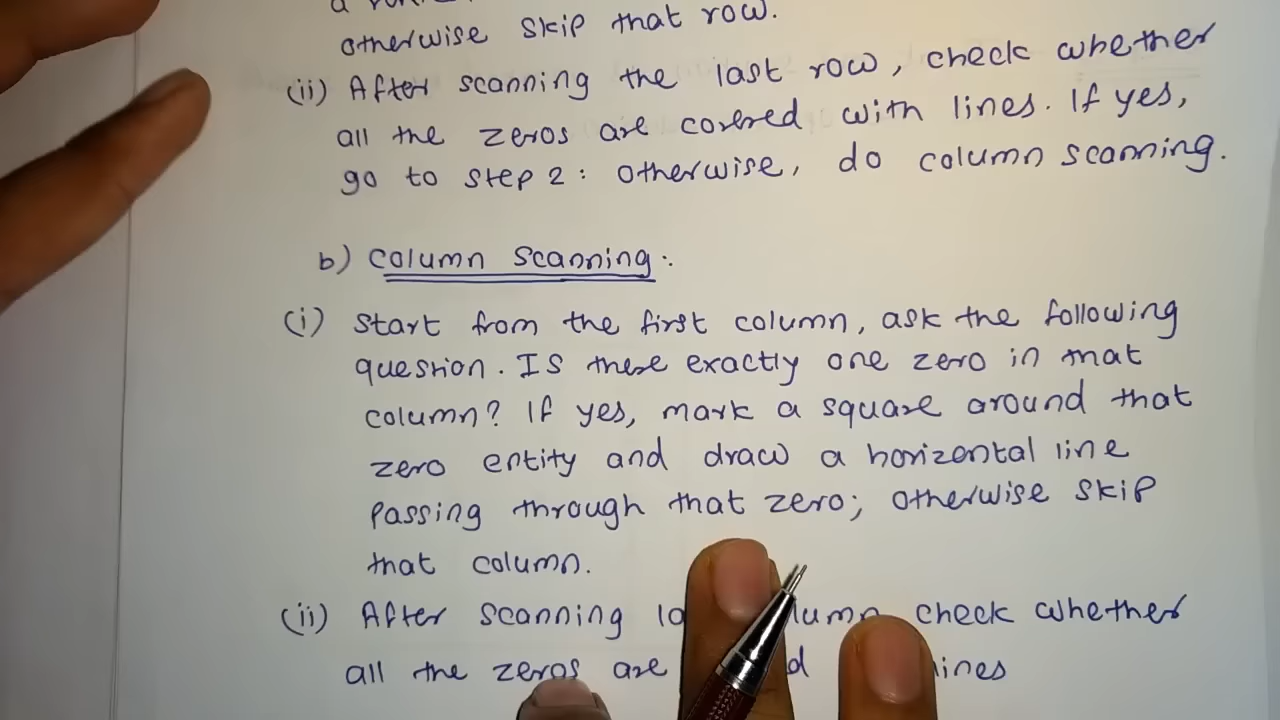 otherwise skip that row.
(ii) After scanning the last row, check whether
all the zeros are covered with lines. If yes,
go to step 2: otherwise, do column scanning.
b) Column Scanning:
(i) Start from the first column, ask the following
question. Is there exactly one zero in that
column? If yes, mark a square around that
zero entity and draw a horizontal line
passing through that zero; otherwise skip
that column.
(ii) After scanning check whether
all the zeros are